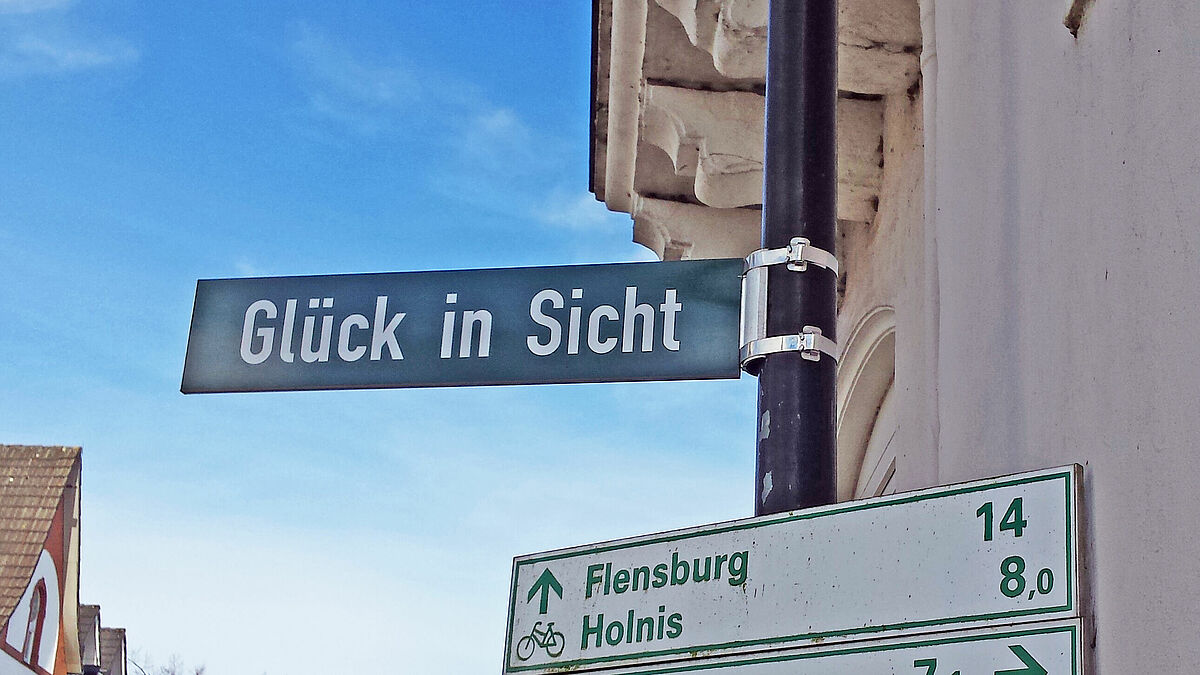 Glück in Sicht
Flensburg 14
Holnis 8,0